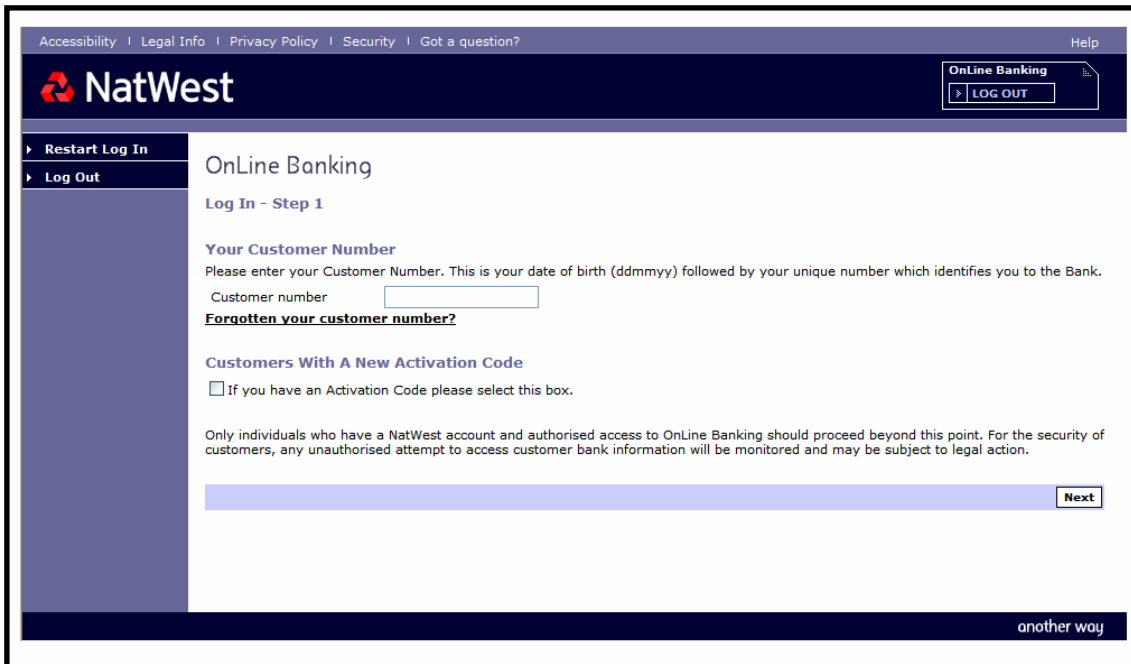 Accessibility | Legal Info | Privacy Policy | Security | Got a question?
Help
NatWest
OnLine Banking
LOG OUT
Restart Log In
Log Out
OnLine Banking
Log In - Step 1
Your Customer Number
Please enter your Customer Number. This is your date of birth (ddmmyy) followed by your unique number which identifies you to the Bank.
Customer number
Forgotten your customer number?
Customers With A New Activation Code
If you have an Activation Code please select this box.
Only individuals who have a NatWest account and authorised access to OnLine Banking should proceed beyond this point. For the security of
customers, any unauthorised attempt to access customer bank information will be monitored and may be subject to legal action.
Next
another way